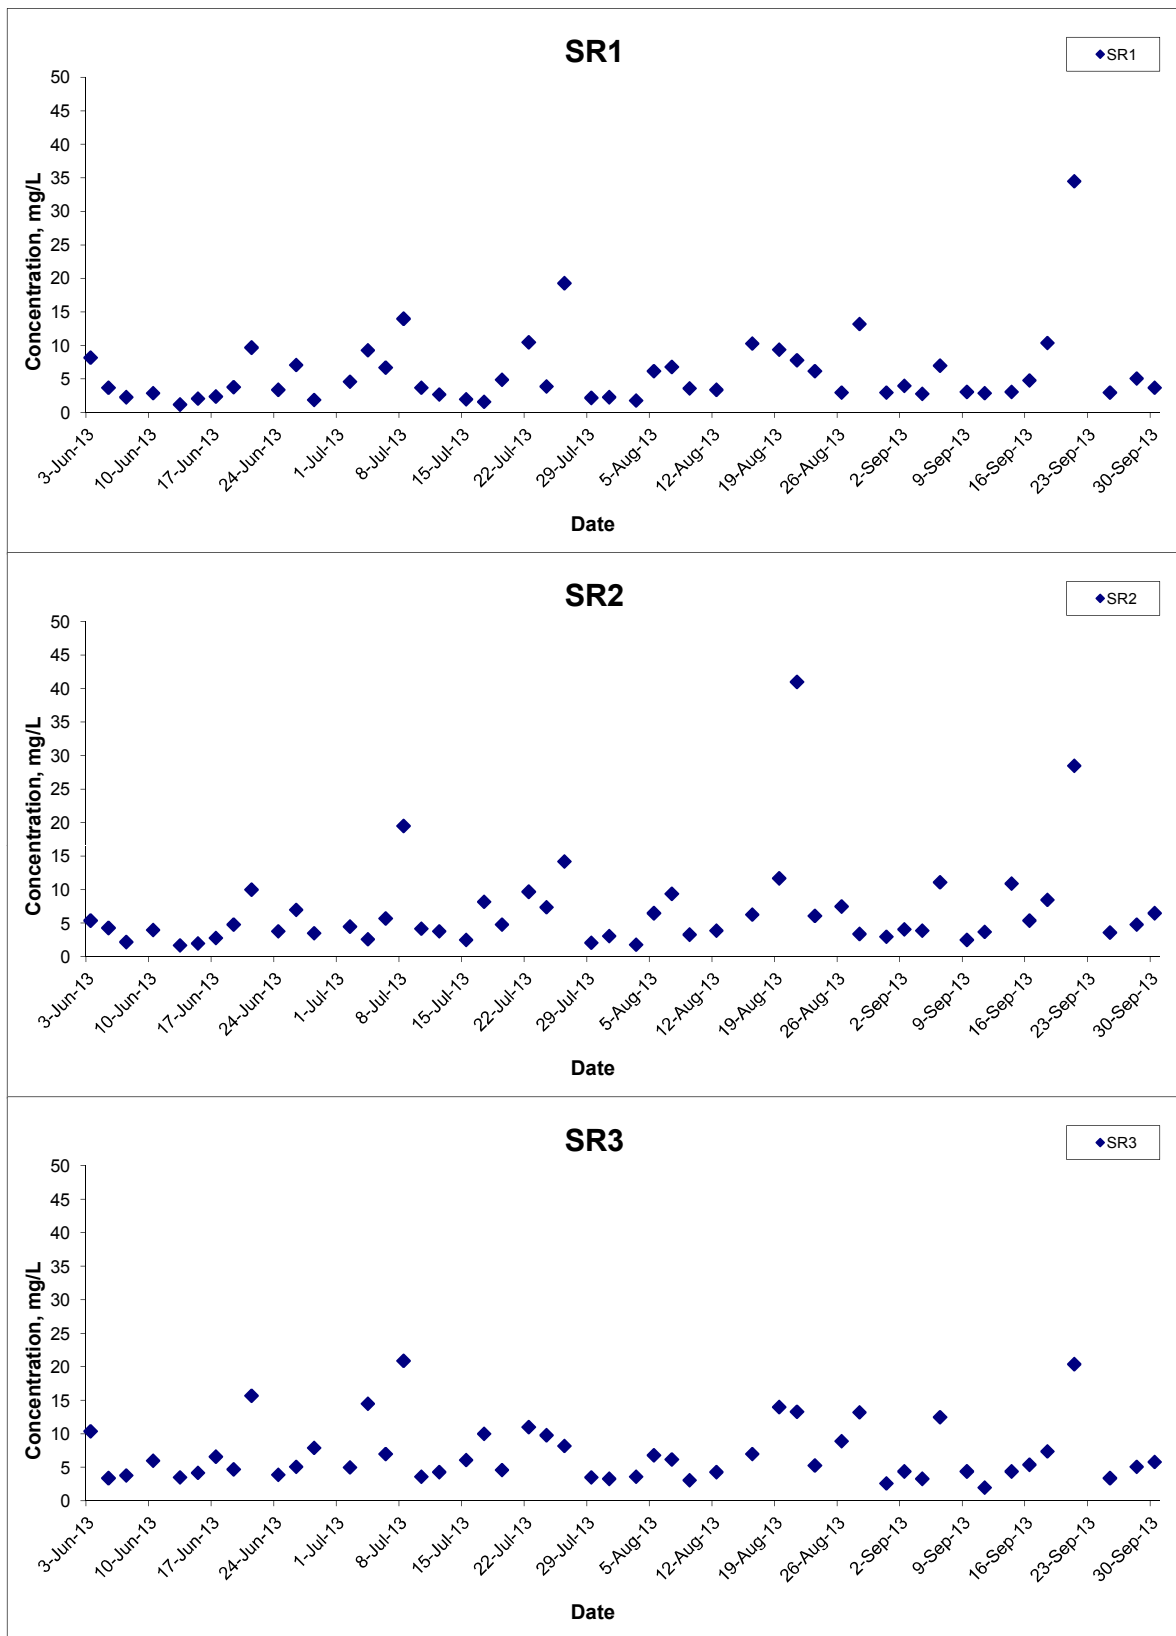 SR1
SR1
50
45
40
35
30
25
20
15
10
5
0
Concentration, mg/L
3-Jun-13
10-Jun-13
17-Jun-13
24-Jun-13
1-Jul-13
8-Jul-13
15-Jul-13
22-Jul-13
29-Jul-13
5-Aug-13
12-Aug-13
19-Aug-13
26-Aug-13
2-Sep-13
9-Sep-13
16-Sep-13
23-Sep-13
30-Sep-13
Date
SR2
SR2
50
45
40
35
30
25
20
15
10
5
0
Concentration, mg/L
3-Jun-13
10-Jun-13
17-Jun-13
24-Jun-13
1-Jul-13
8-Jul-13
15-Jul-13
22-Jul-13
29-Jul-13
5-Aug-13
12-Aug-13
19-Aug-13
26-Aug-13
2-Sep-13
9-Sep-13
16-Sep-13
23-Sep-13
30-Sep-13
Date
SR3
SR3
50
45
40
35
30
25
20
15
10
5
0
Concentration, mg/L
3-Jun-13
10-Jun-13
17-Jun-13
24-Jun-13
1-Jul-13
8-Jul-13
15-Jul-13
22-Jul-13
29-Jul-13
5-Aug-13
12-Aug-13
19-Aug-13
26-Aug-13
2-Sep-13
9-Sep-13
16-Sep-13
23-Sep-13
30-Sep-13
Date